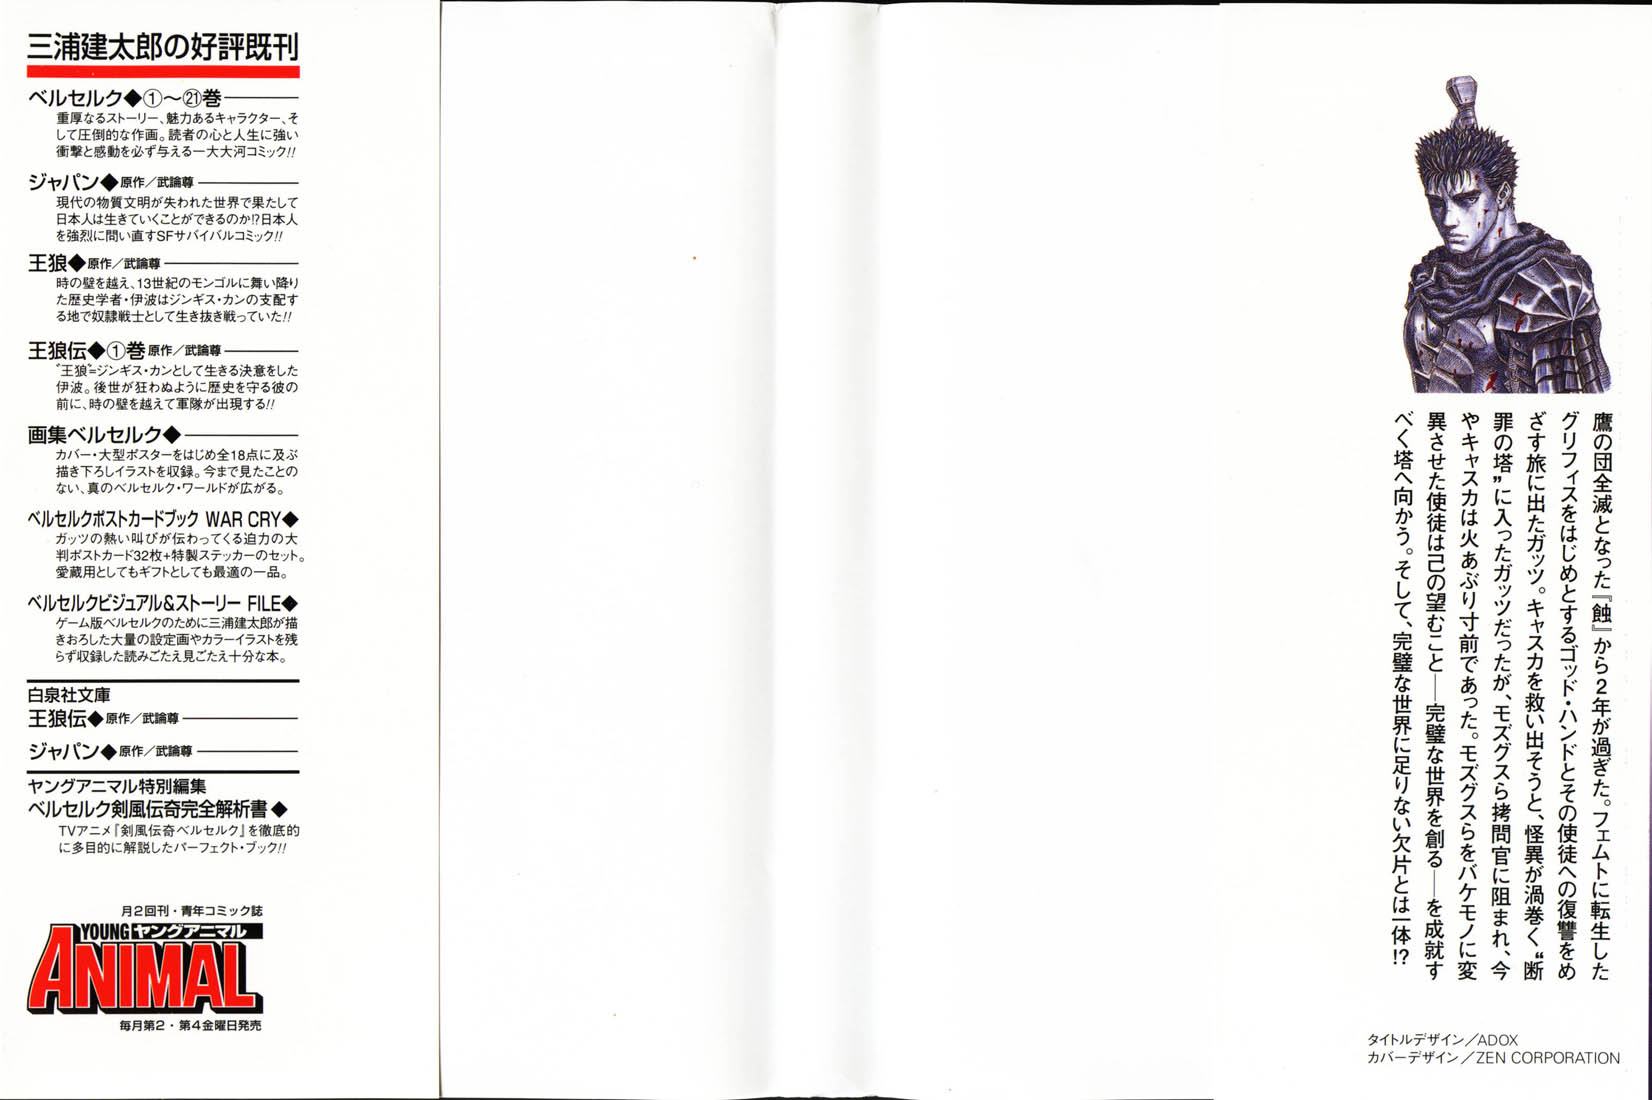 三浦建太郎の好評既刊
ベルセルク◆①〜㉑巻
重厚なるストーリー、魅力あるキャラクター、そ
して圧倒的な作画。読者の心と人生に強い
衝撃と感動を必ず与える一大大河コミック!!
ジャパン◆原作／武論尊
現代の物質文明が失われた世界で果たして
日本人は生きていくことができるのか!?日本人
を強烈に問い直すSFサバイバルコミック!!
王狼◆原作／武論尊
時の壁を越え、13世紀のモンゴルに舞い降り
た歴史学者・伊波はジンギス・カンの支配す
る地で奴隷戦士として生き抜き戦っていた!!
王狼伝◆①巻原作／武論尊
〝王狼〟=ジンギス・カンとして生きる決意をした
伊波。後世が狂わぬように歴史を守る彼の
前に、時の壁を越えて軍隊が出現する!!
画集ベルセルク◆
カバー・大型ポスターをはじめ全18点に及ぶ
描き下ろしイラストを収録。今まで見たことの
ない、真のベルセルク・ワールドが広がる。
ベルセルクポストカードブック WAR CRY◆
ガッツの熱い叫びが伝わってくる迫力の大
判ポストカード32枚+特製ステッカーのセット。
愛蔵用としてもギフトとしても最適の一品。
ベルセルクビジュアル&ストーリー FILE◆
ゲーム版ベルセルクのために三浦建太郎が描
きおろした大量の設定画やカラーイラストを残
らず収録した読みごたえ見ごたえ十分な本。
白泉社文庫
王狼伝◆原作／武論尊
ジャパン◆原作／武論尊
ヤングアニマル特別編集
ベルセルク剣風伝奇完全解析書◆
TVアニメ『剣風伝奇ベルセルク』を徹底的
に多目的に解説したパーフェクト・ブック!!
月2回刊・青年コミック誌
YOUNG ヤングアニマル
ANIMAL
毎月第2・第4金曜日発売
鷹の団全滅となった『蝕』から2年が過ぎた。フェムトに転生した
グリフィスをはじめとするゴッド・ハンドとその使徒への復讐をめ
ざす旅に出たガッツ。キャスカを救い出そうと、怪異が渦巻く〝断
罪の塔〟に入ったガッツだったが、モズグスら拷問官に阻まれ、今
やキャスカは火あぶり寸前であった。モズグスらをバケモノに変
異させた使徒は己の望むこと――完璧な世界を創る――を成就す
べく塔へ向かう。そして、完璧な世界に足りない欠片とは一体!?
タイトルデザイン／ADOX
カバーデザイン／ZEN CORPORATION